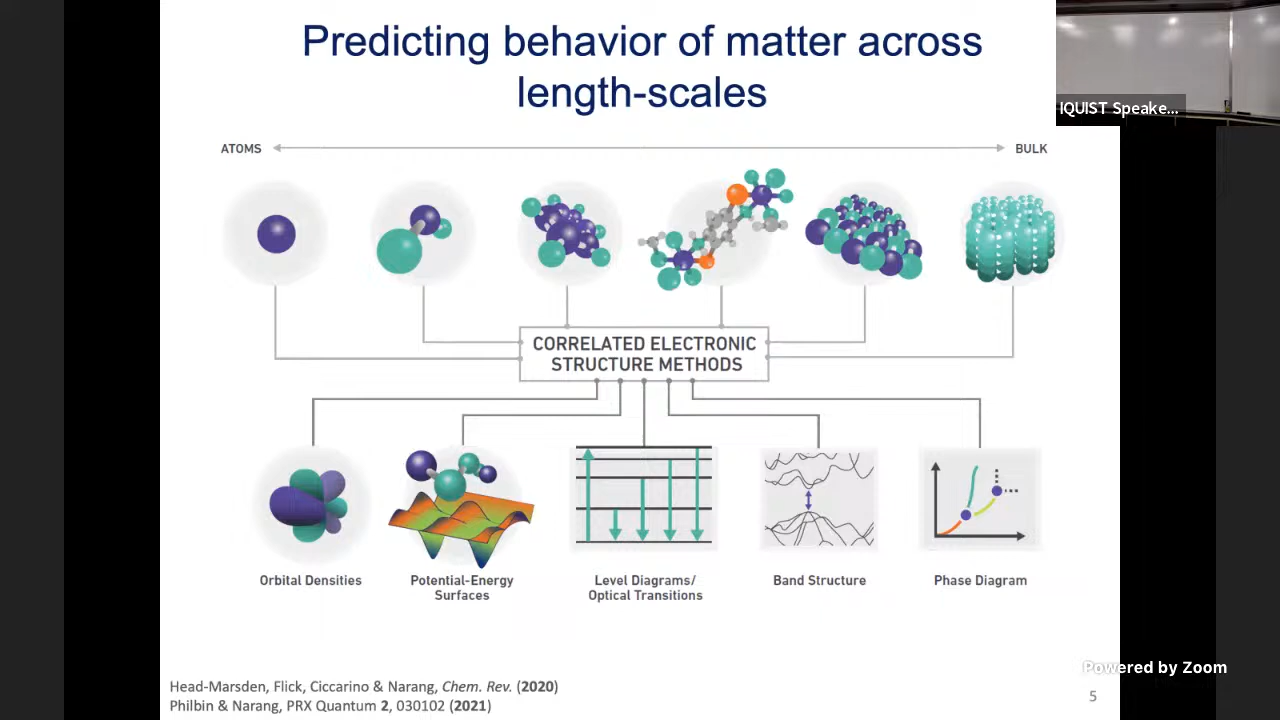 Predicting behavior of matter across
length-scales
IQUIST Speake...
ATOMS
BULK
CORRELATED ELECTRONIC
STRUCTURE METHODS
Orbital Densities
Potential-Energy
Surfaces
Level Diagrams/
Optical Transitions
Band Structure
Phase Diagram
Head-Marsden, Flick, Ciccarino & Narang, Chem. Rev. (2020)
Philbin & Narang, PRX Quantum 2, 030102 (2021)
Powered by Zoom
5